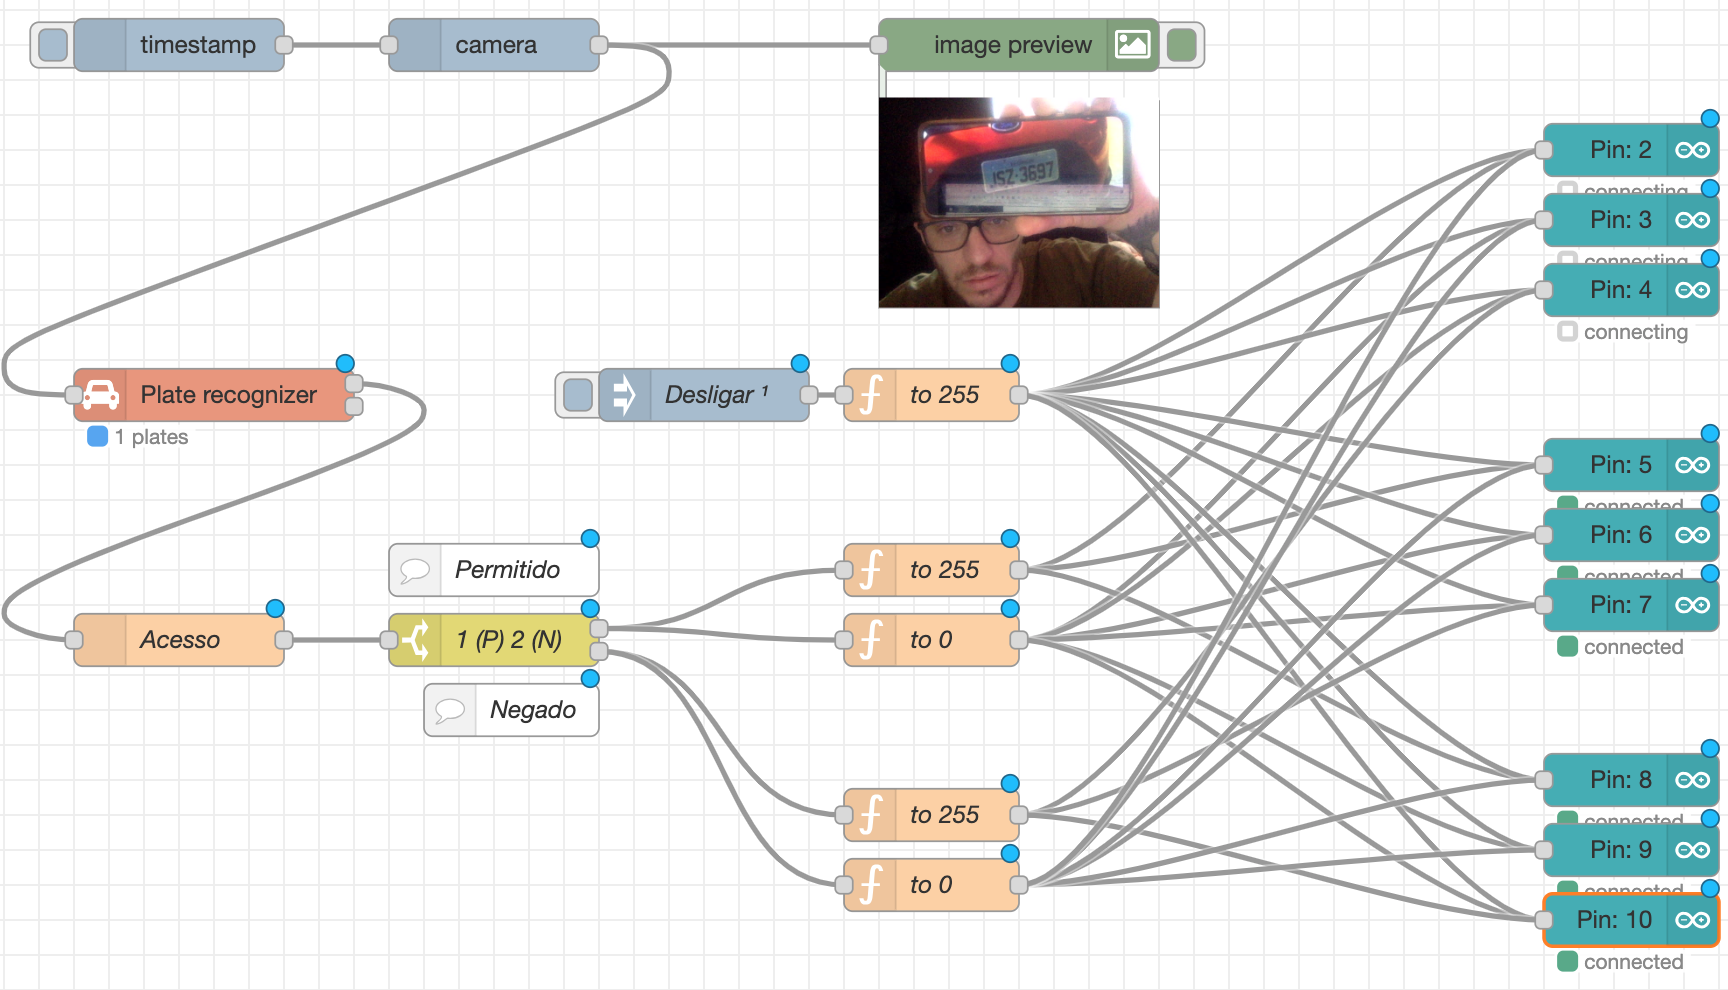 timestamp
camera
image preview
JSZ-3697
Pin: 2
connecting
Pin: 3
connecting
Pin: 4
connecting
Plate recognizer
1 plates
Desligar ¹
to 255
Pin: 5
connected
Pin: 6
connected
Pin: 7
connected
Permitido
to 255
Acesso
1 (P) 2 (N)
to 0
Negado
to 255
to 0
Pin: 8
connected
Pin: 9
connected
Pin: 10
connected